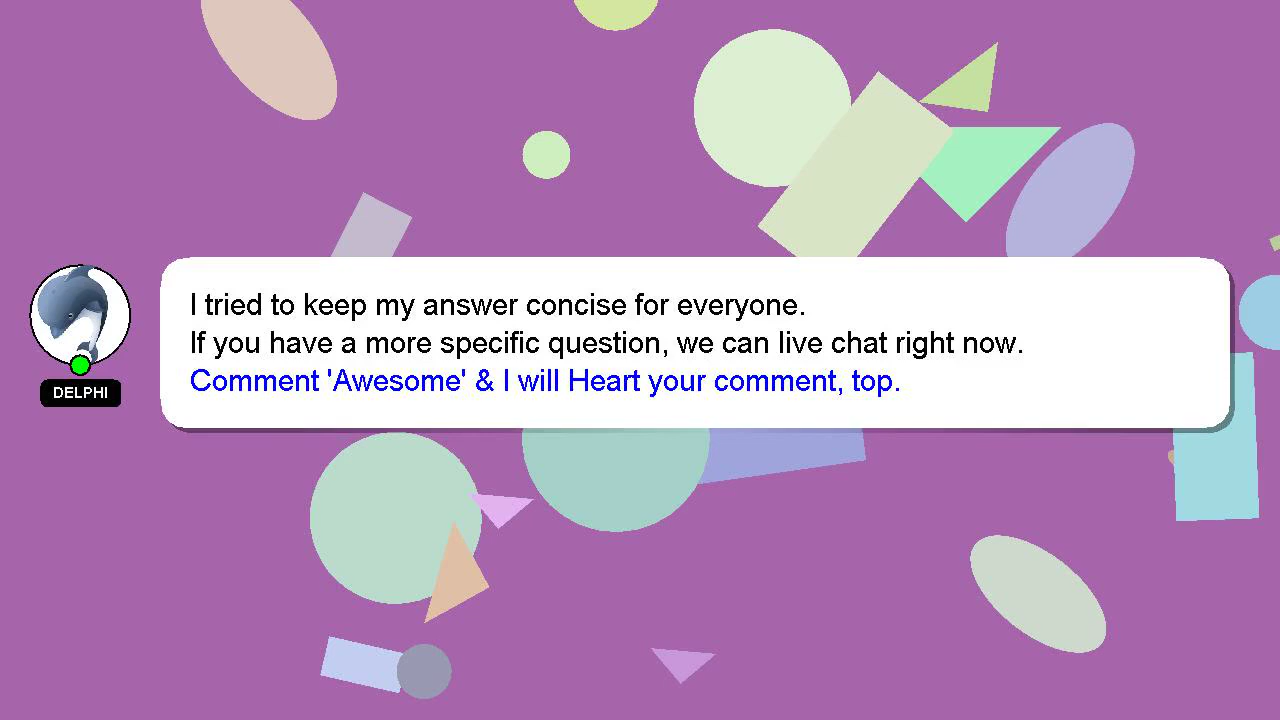 I tried to keep my answer concise for everyone.
If you have a more specific question, we can live chat right now.
Comment 'Awesome' & I will Heart your comment, top.
DELPHI